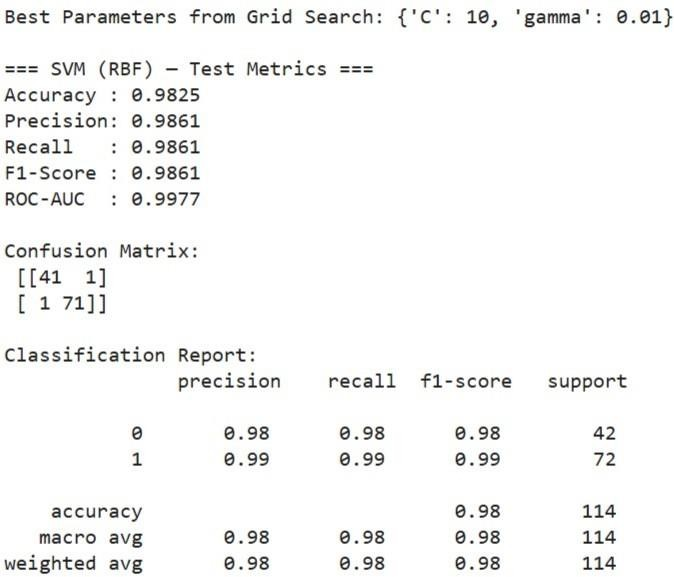 Best Parameters from Grid Search: {'C': 10, 'gamma': 0.01}
=== SVM (RBF) — Test Metrics ===
Accuracy : 0.9825
Precision: 0.9861
Recall   : 0.9861
F1-Score : 0.9861
ROC-AUC  : 0.9977
Confusion Matrix:
[[41  1]
[ 1 71]]
Classification Report:
precision    recall  f1-score   support
0       0.98      0.98      0.98        42
1       0.99      0.99      0.99        72
accuracy                           0.98       114
macro avg       0.98      0.98      0.98       114
weighted avg       0.98      0.98      0.98       114